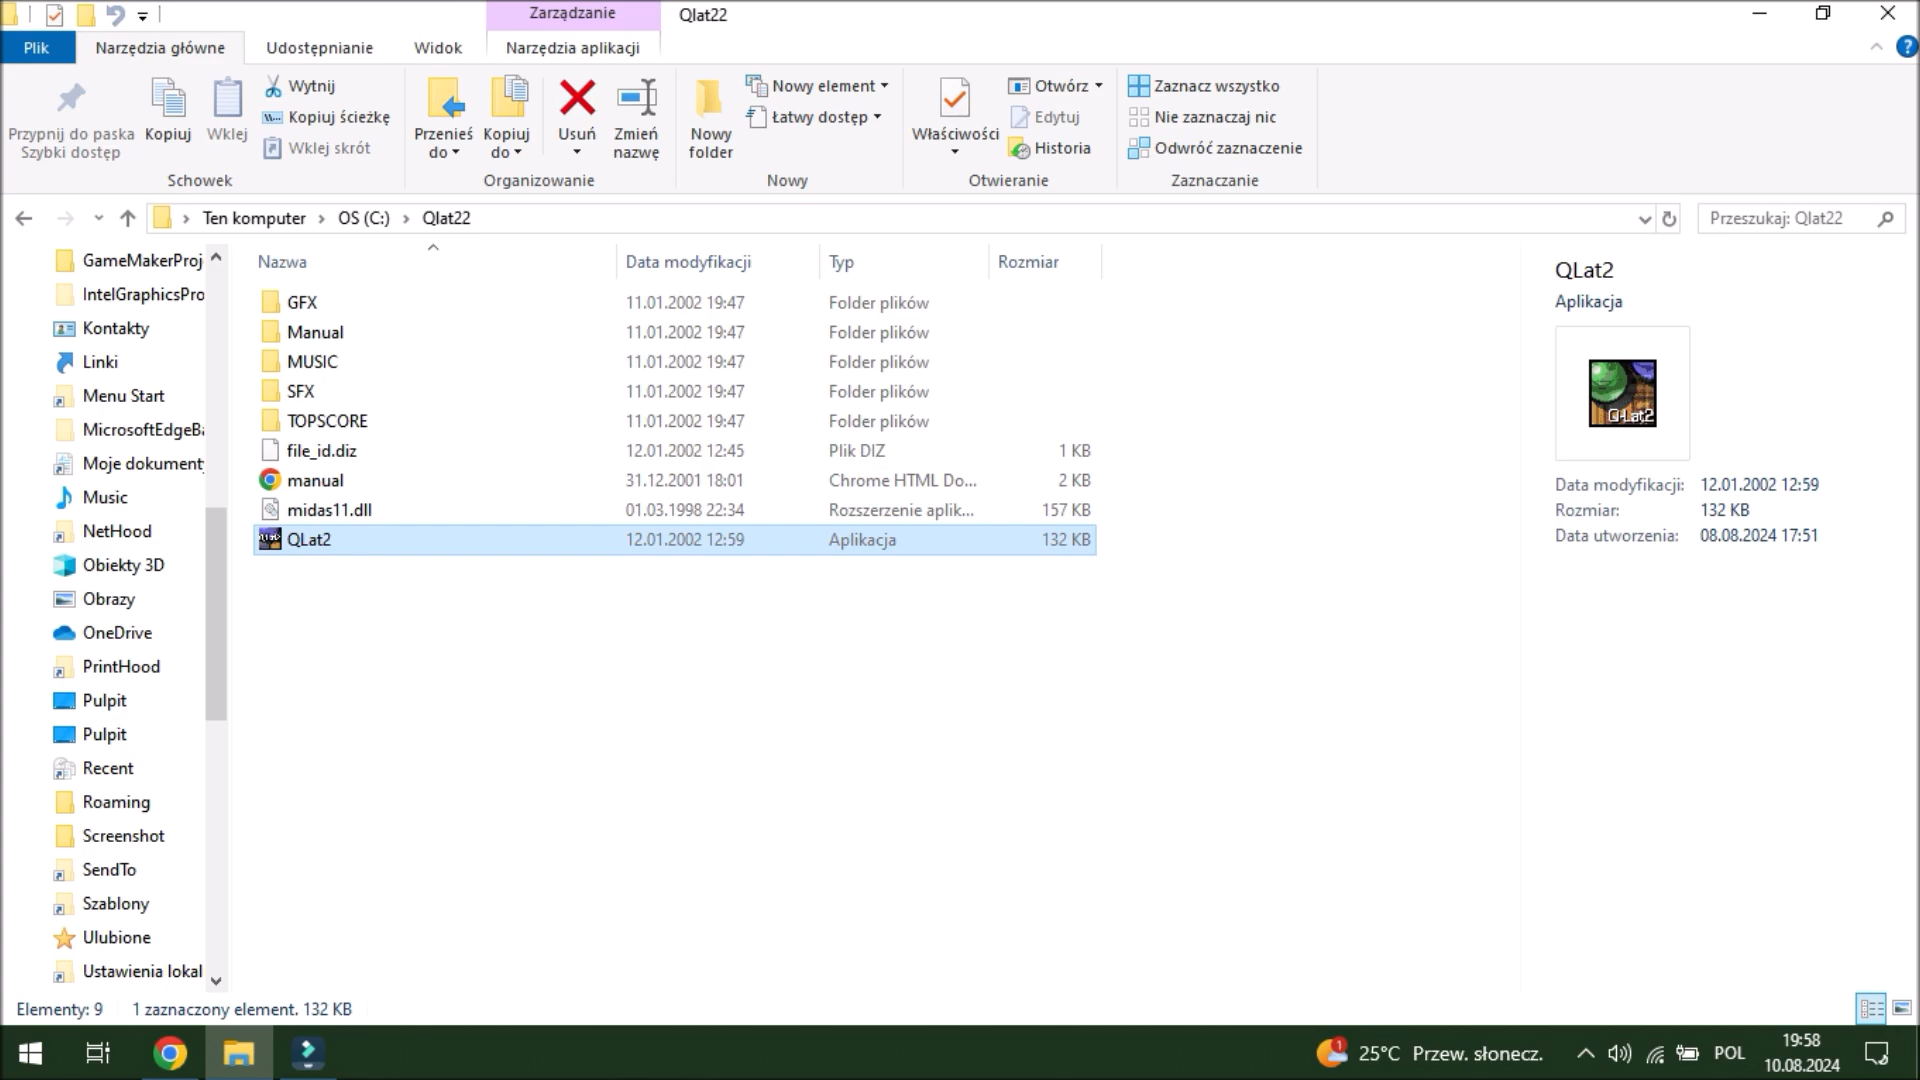 Zarządzanie
Qlat22
Plik
Narzędzia główne
Udostępnianie
Widok
Narzędzia aplikacji
Przypnij do paska
Szybki dostęp
Kopiuj
Wklej
Wytnij
Kopiuj ścieżkę
Wklej skrót
Schowek
Przenieś
do
Kopiuj
do
Usuń
Zmień
nazwę
Organizowanie
Nowy
folder
Nowy element
Łatwy dostęp
Nowy
Właściwości
Otwórz
Edytuj
Historia
Otwieranie
Zaznacz wszystko
Nie zaznaczaj nic
Odwróć zaznaczenie
Zaznaczanie
Ten komputer
OS (C:)
Qlat22
Przeszukaj: Qlat22
GameMakerProj
IntelGraphicsPro
Kontakty
Linki
Menu Start
MicrosoftEdgeBa
Moje dokumenty
Music
NetHood
Obiekty 3D
Obrazy
OneDrive
PrintHood
Pulpit
Pulpit
Recent
Roaming
Screenshot
SendTo
Szablony
Ulubione
Ustawienia lokal
Nazwa Data modyfikacji Typ Rozmiar
GFX 11.01.2002 19:47 Folder plików
Manual 11.01.2002 19:47 Folder plików
MUSIC 11.01.2002 19:47 Folder plików
SFX 11.01.2002 19:47 Folder plików
TOPSCORE 11.01.2002 19:47 Folder plików
file_id.diz 12.01.2002 12:45 Plik DIZ 1 KB
manual 31.12.2001 18:01 Chrome HTML Do... 2 KB
midas11.dll 01.03.1998 22:34 Rozszerzenie aplik... 157 KB
QLat2 12.01.2002 12:59 Aplikacja 132 KB
QLat2
Aplikacja
Q-Lat2
Data modyfikacji: 12.01.2002 12:59
Rozmiar: 132 KB
Data utworzenia: 08.08.2024 17:51
Elementy: 9 1 zaznaczony element. 132 KB
1
25°C Przew. słonecz.
POL
19:58
10.08.2024